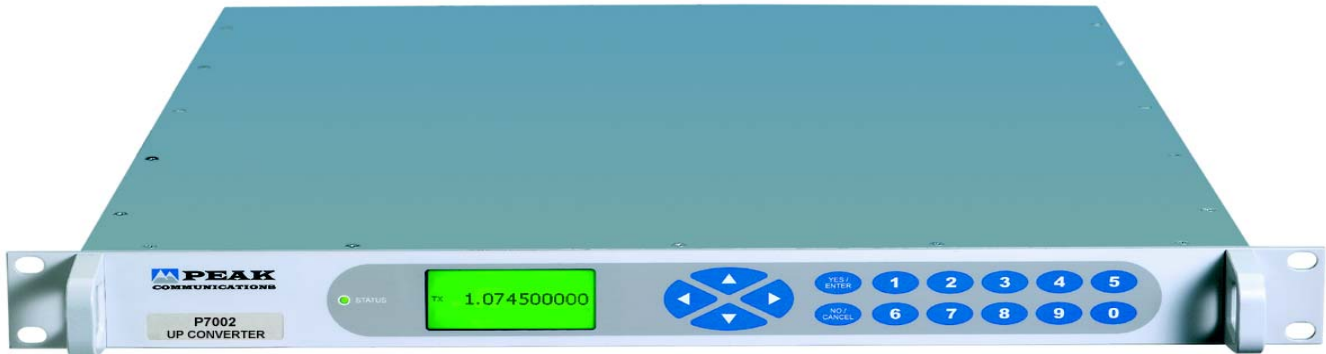 PEAK
COMMUNICATIONS
P7002
UP CONVERTER
STATUS
TX 1.074500000
YES /
ENTER
1 2 3 4 5
NO /
CANCEL
6 7 8 9 0